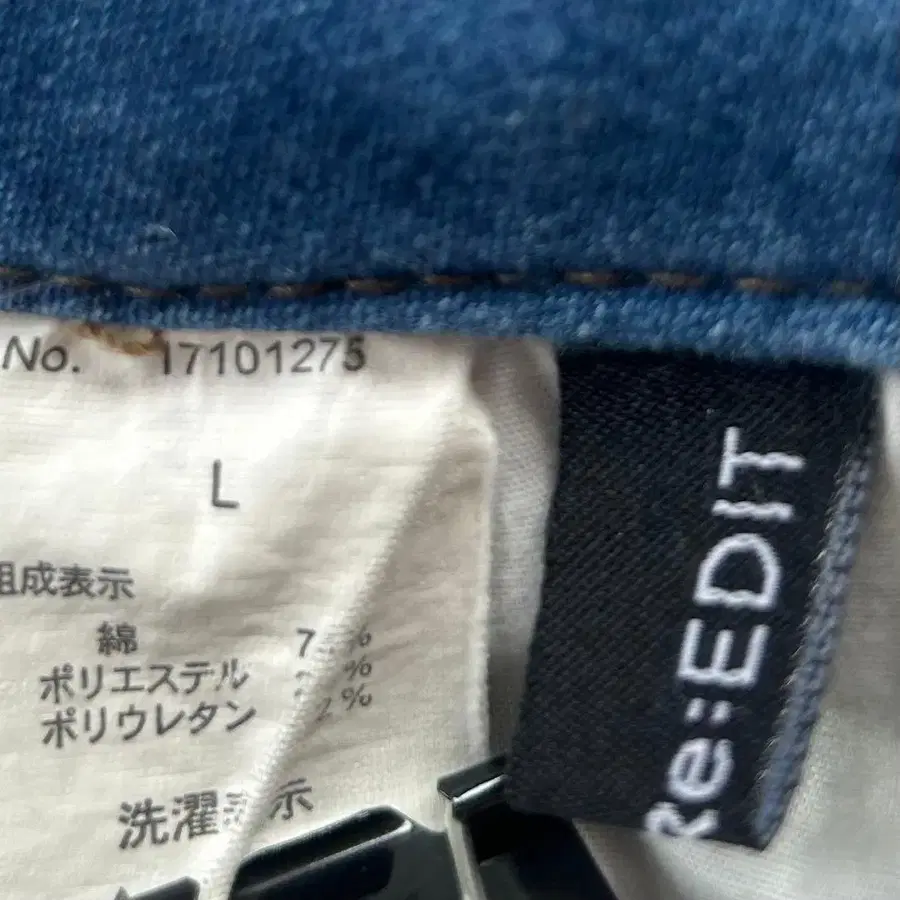 No. 17101275
L
組成表示
綿
ポリエステル
ポリウレタン
洗濯表示
Re:EDIT